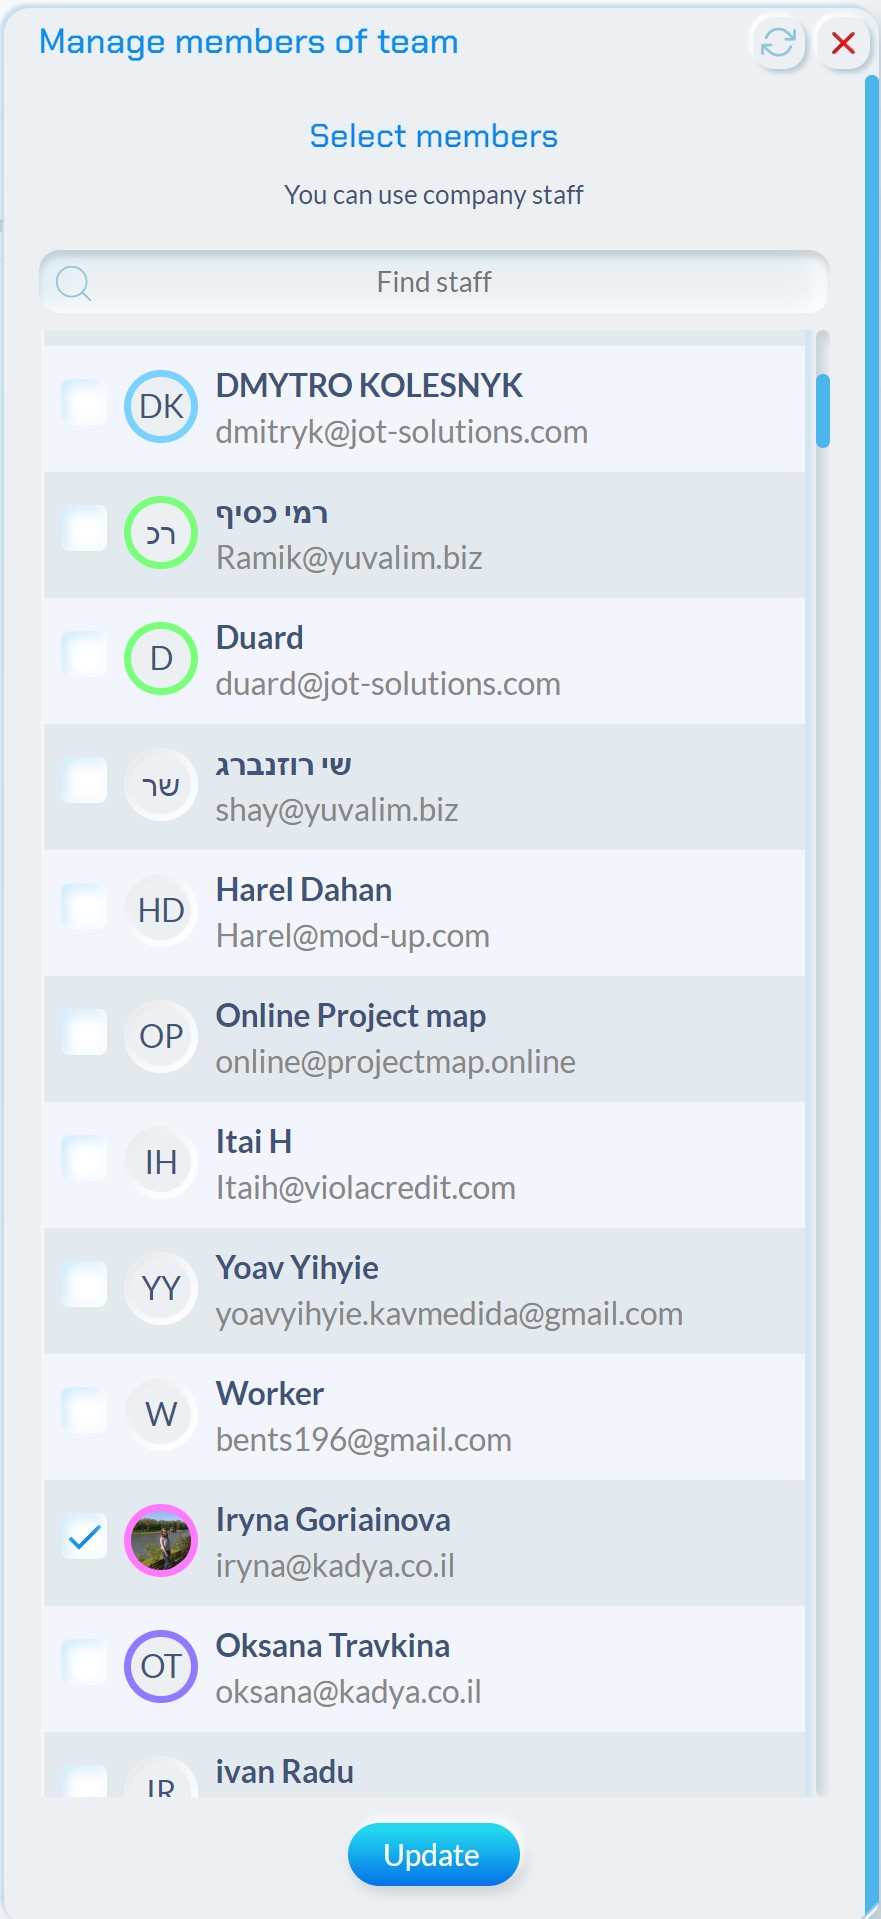 Manage members of team
Select members
You can use company staff
Find staff
DK
DMYTRO KOLESNYK
dmitryk@jot-solutions.com
רכ
רמי כסיף
Ramik@yuvalim.biz
D
Duard
duard@jot-solutions.com
שר
שי רוזנברג
shay@yuvalim.biz
HD
Harel Dahan
Harel@mod-up.com
OP
Online Project map
online@projectmap.online
IH
Itai H
Itaih@violacredit.com
YY
Yoav Yihyie
yoavyihyie.kavmedida@gmail.com
W
Worker
bents196@gmail.com
Iryna Goriainova
iryna@kadya.co.il
OT
Oksana Travkina
oksana@kadya.co.il
IR
ivan Radu
Update